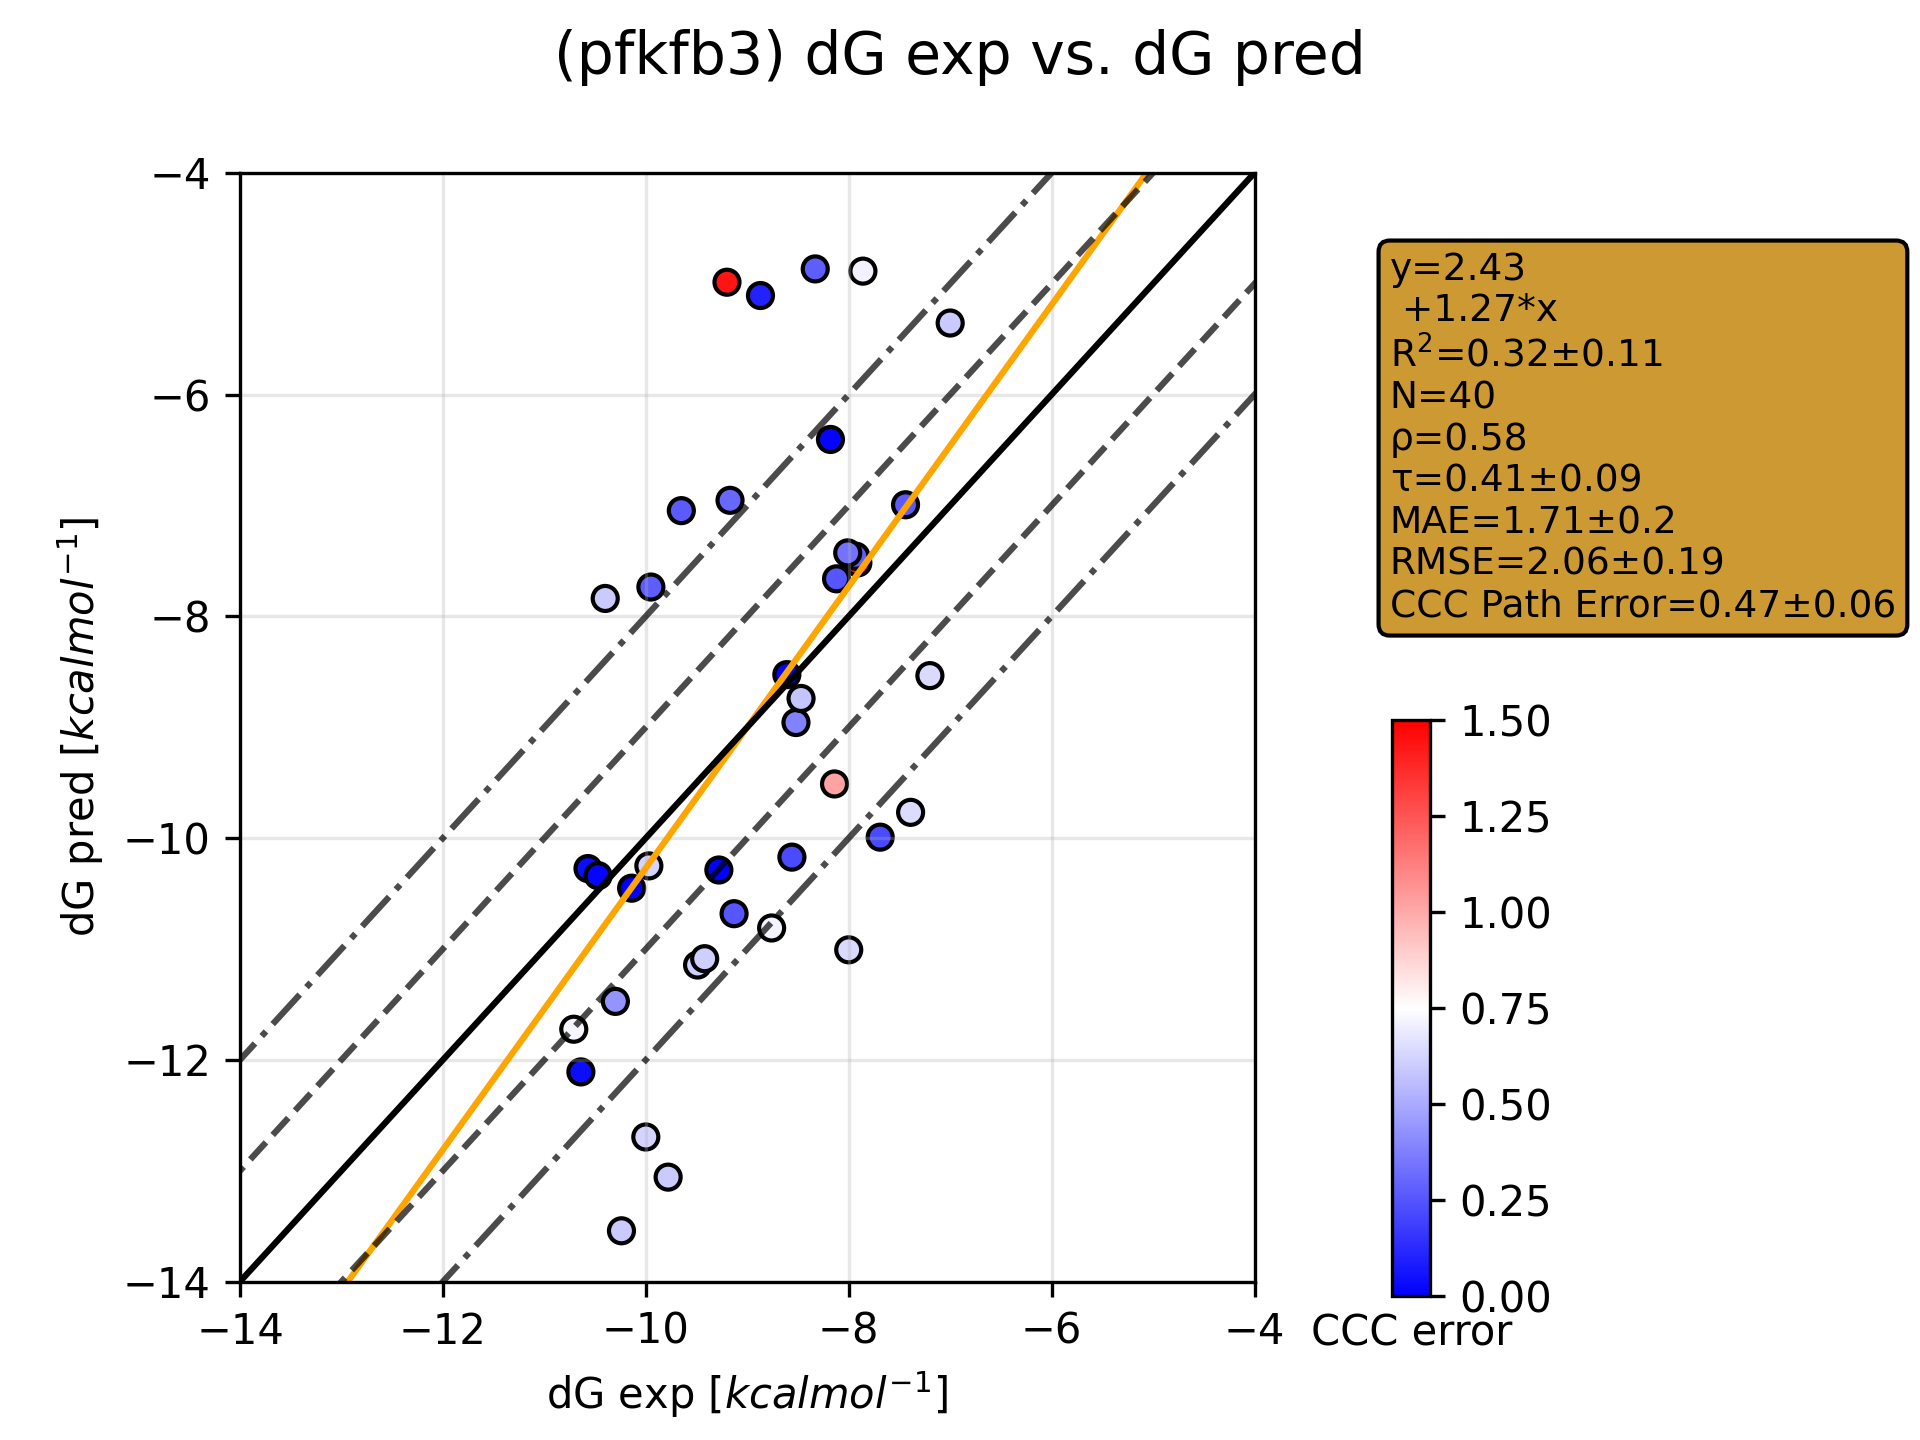 (pfkfb3) dG exp vs. dG pred
−4
−6
−8
−10
−12
−14
dG pred [kcalmol⁻¹]
−14 −12 −10 −8 −6 −4
dG exp [kcalmol⁻¹]
y=2.43
+1.27*x
R²=0.32±0.11
N=40
ρ=0.58
τ=0.41±0.09
MAE=1.71±0.2
RMSE=2.06±0.19
CCC Path Error=0.47±0.06
1.50
1.25
1.00
0.75
0.50
0.25
0.00
CCC error